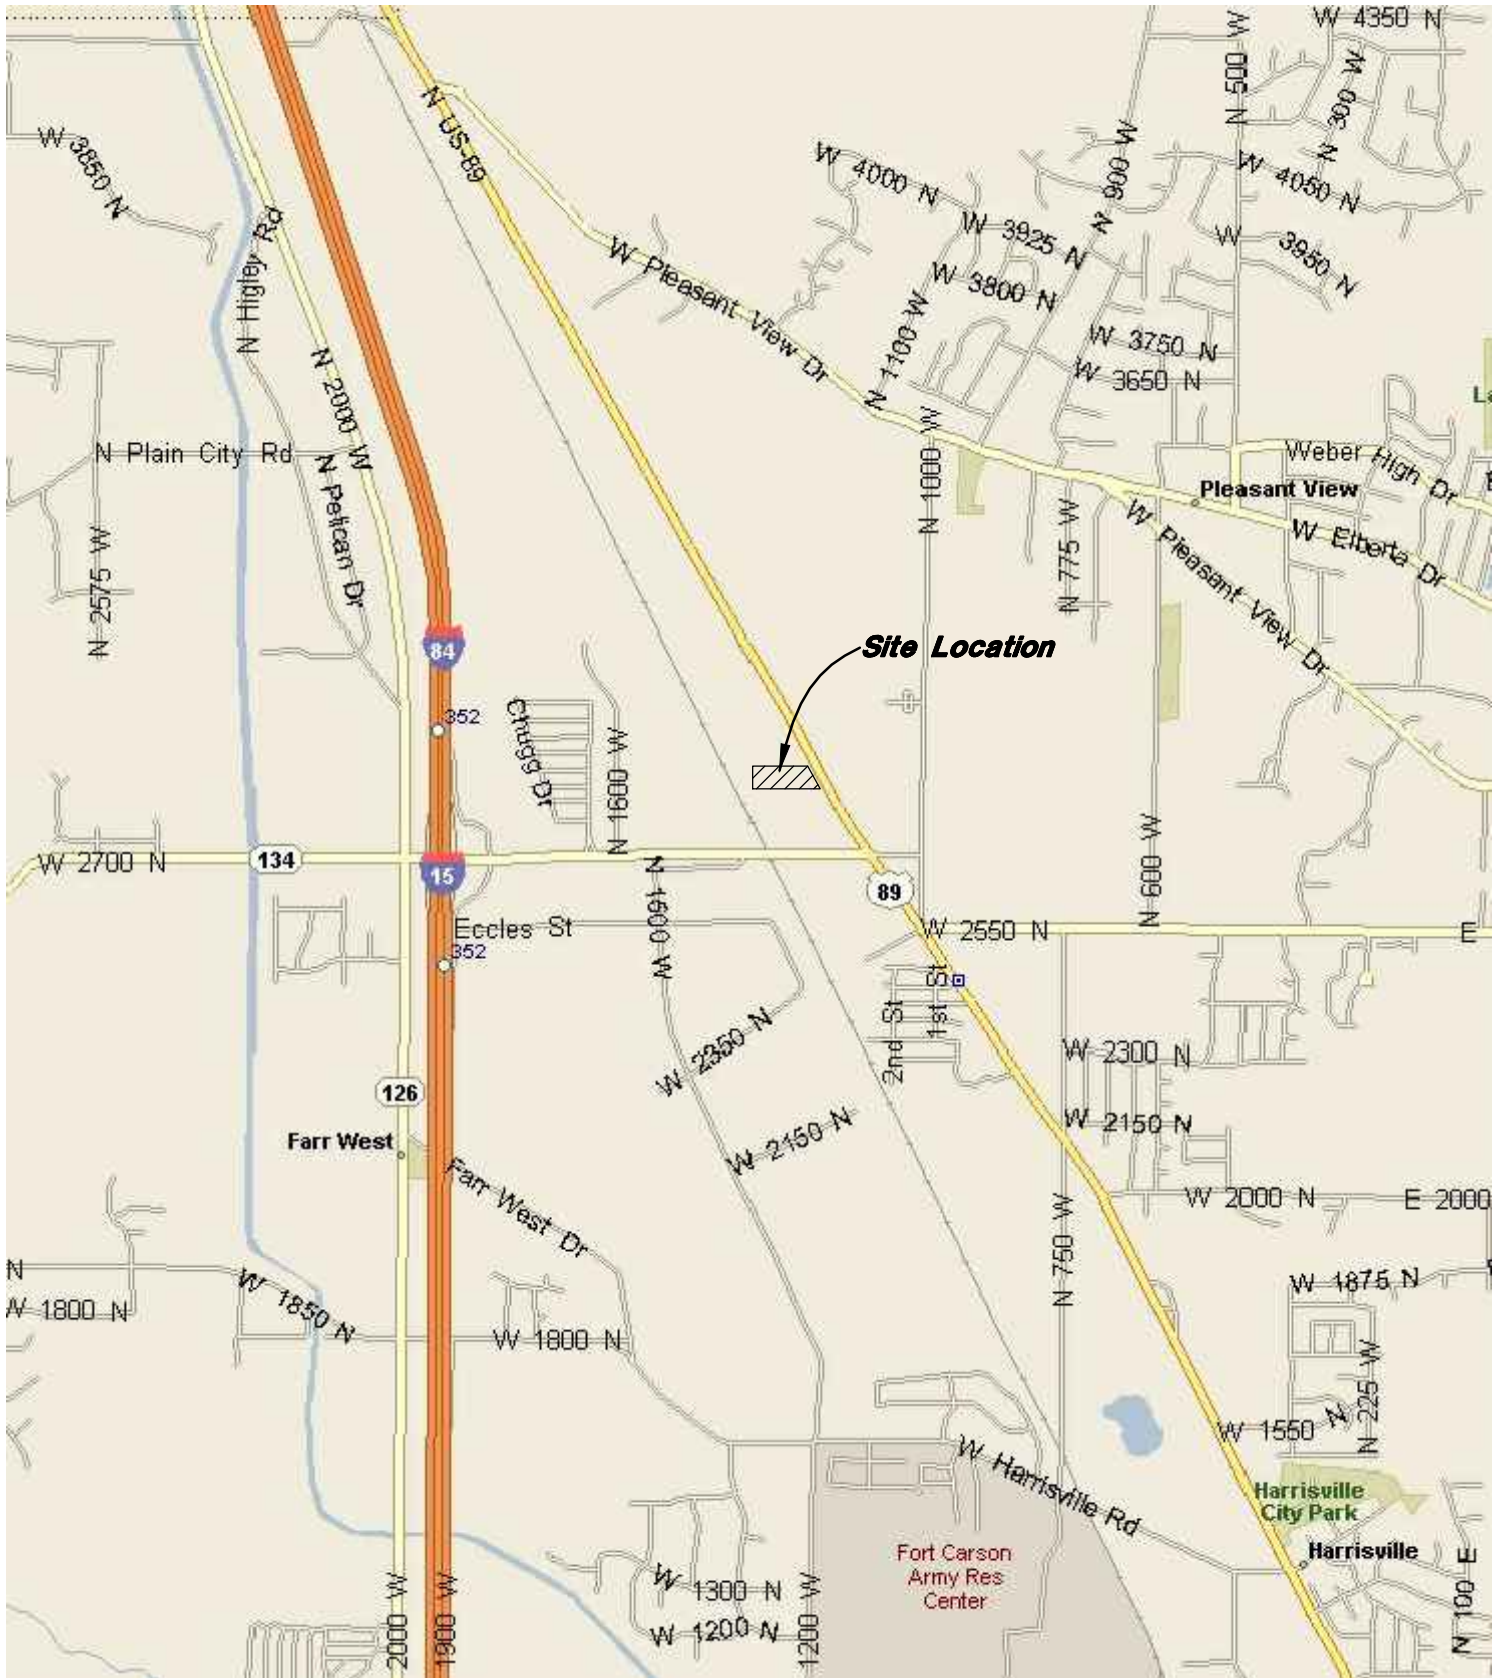 W 4350 N
N 500 W
N 300 W
N US-89
W 3850 N
W 4000 N
N 900 W
W 4050 N
N Higley Rd
W 3925 N
W
3950 N
W Pleasant View Dr
W 3800 N
N 1100 W
W 3750 N
N 2000 W
W 3650 N
La
N 1000 W
N Plain City Rd
N Pelican Dr
Weber High Dr
Pleasant View
W Pleasant View Dr
W Elberta Dr
N 2575 W
N 775 W
84
Site Location
352
Chugg Dr
N 1600 W
N 600 W
W 2700 N
134
15
89
N 1600 W
Eccles St
W 2550 N
E
352
1st St
2nd St
W 2350 N
W 2300 N
126
W 2150 N
W 2150 N
Farr West
Farr West Dr
W 2000 N
E 2000
N 750 W
N
W 1850 N
W 1875 N
W 1800 N
W 1800 N
N 225 W
W 1550 N
W Harrisville Rd
Harrisville
City Park
Fort Carson
Army Res
Center
Harrisville
W 1300 N
W 1200 N
2000 W
1900 W
1200 W
N 100 E